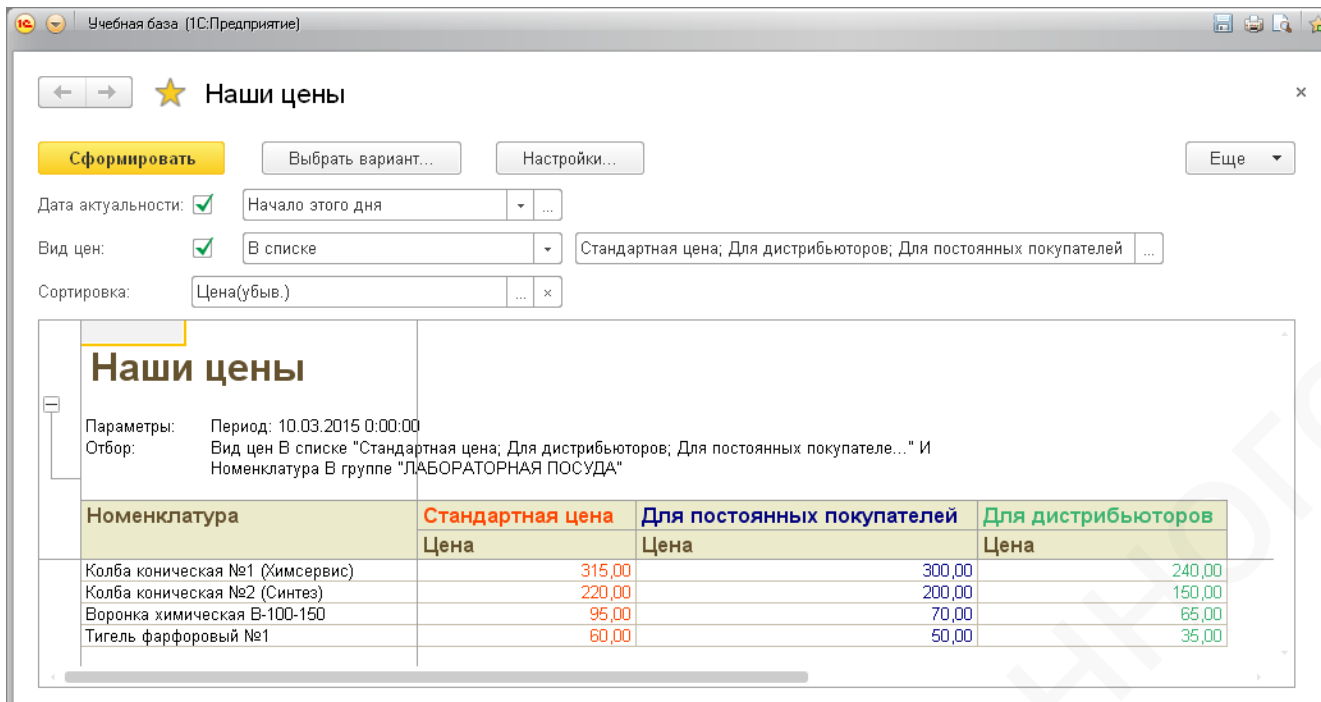 Учебная база (1С:Предприятие)
Наши цены
Сформировать Выбрать вариант... Настройки... Еще
Дата актуальности: Начало этого дня ...
Вид цен: В списке Стандартная цена; Для дистрибьюторов; Для постоянных покупателей ...
Сортировка: Цена(убыв.) ... ×
Наши цены
Параметры: Период: 10.03.2015 0:00:00
Отбор: Вид цен В списке "Стандартная цена; Для дистрибьюторов; Для постоянных покупателе..." И
Номенклатура В группе "ЛАБОРАТОРНАЯ ПОСУДА"
Номенклатура Стандартная цена Для постоянных покупателей Для дистрибьюторов
Цена Цена Цена
Колба коническая №1 (Химсервис) 315,00 300,00 240,00
Колба коническая №2 (Синтез) 220,00 200,00 150,00
Воронка химическая В-100-150 95,00 70,00 65,00
Тигель фарфоровый №1 60,00 50,00 35,00